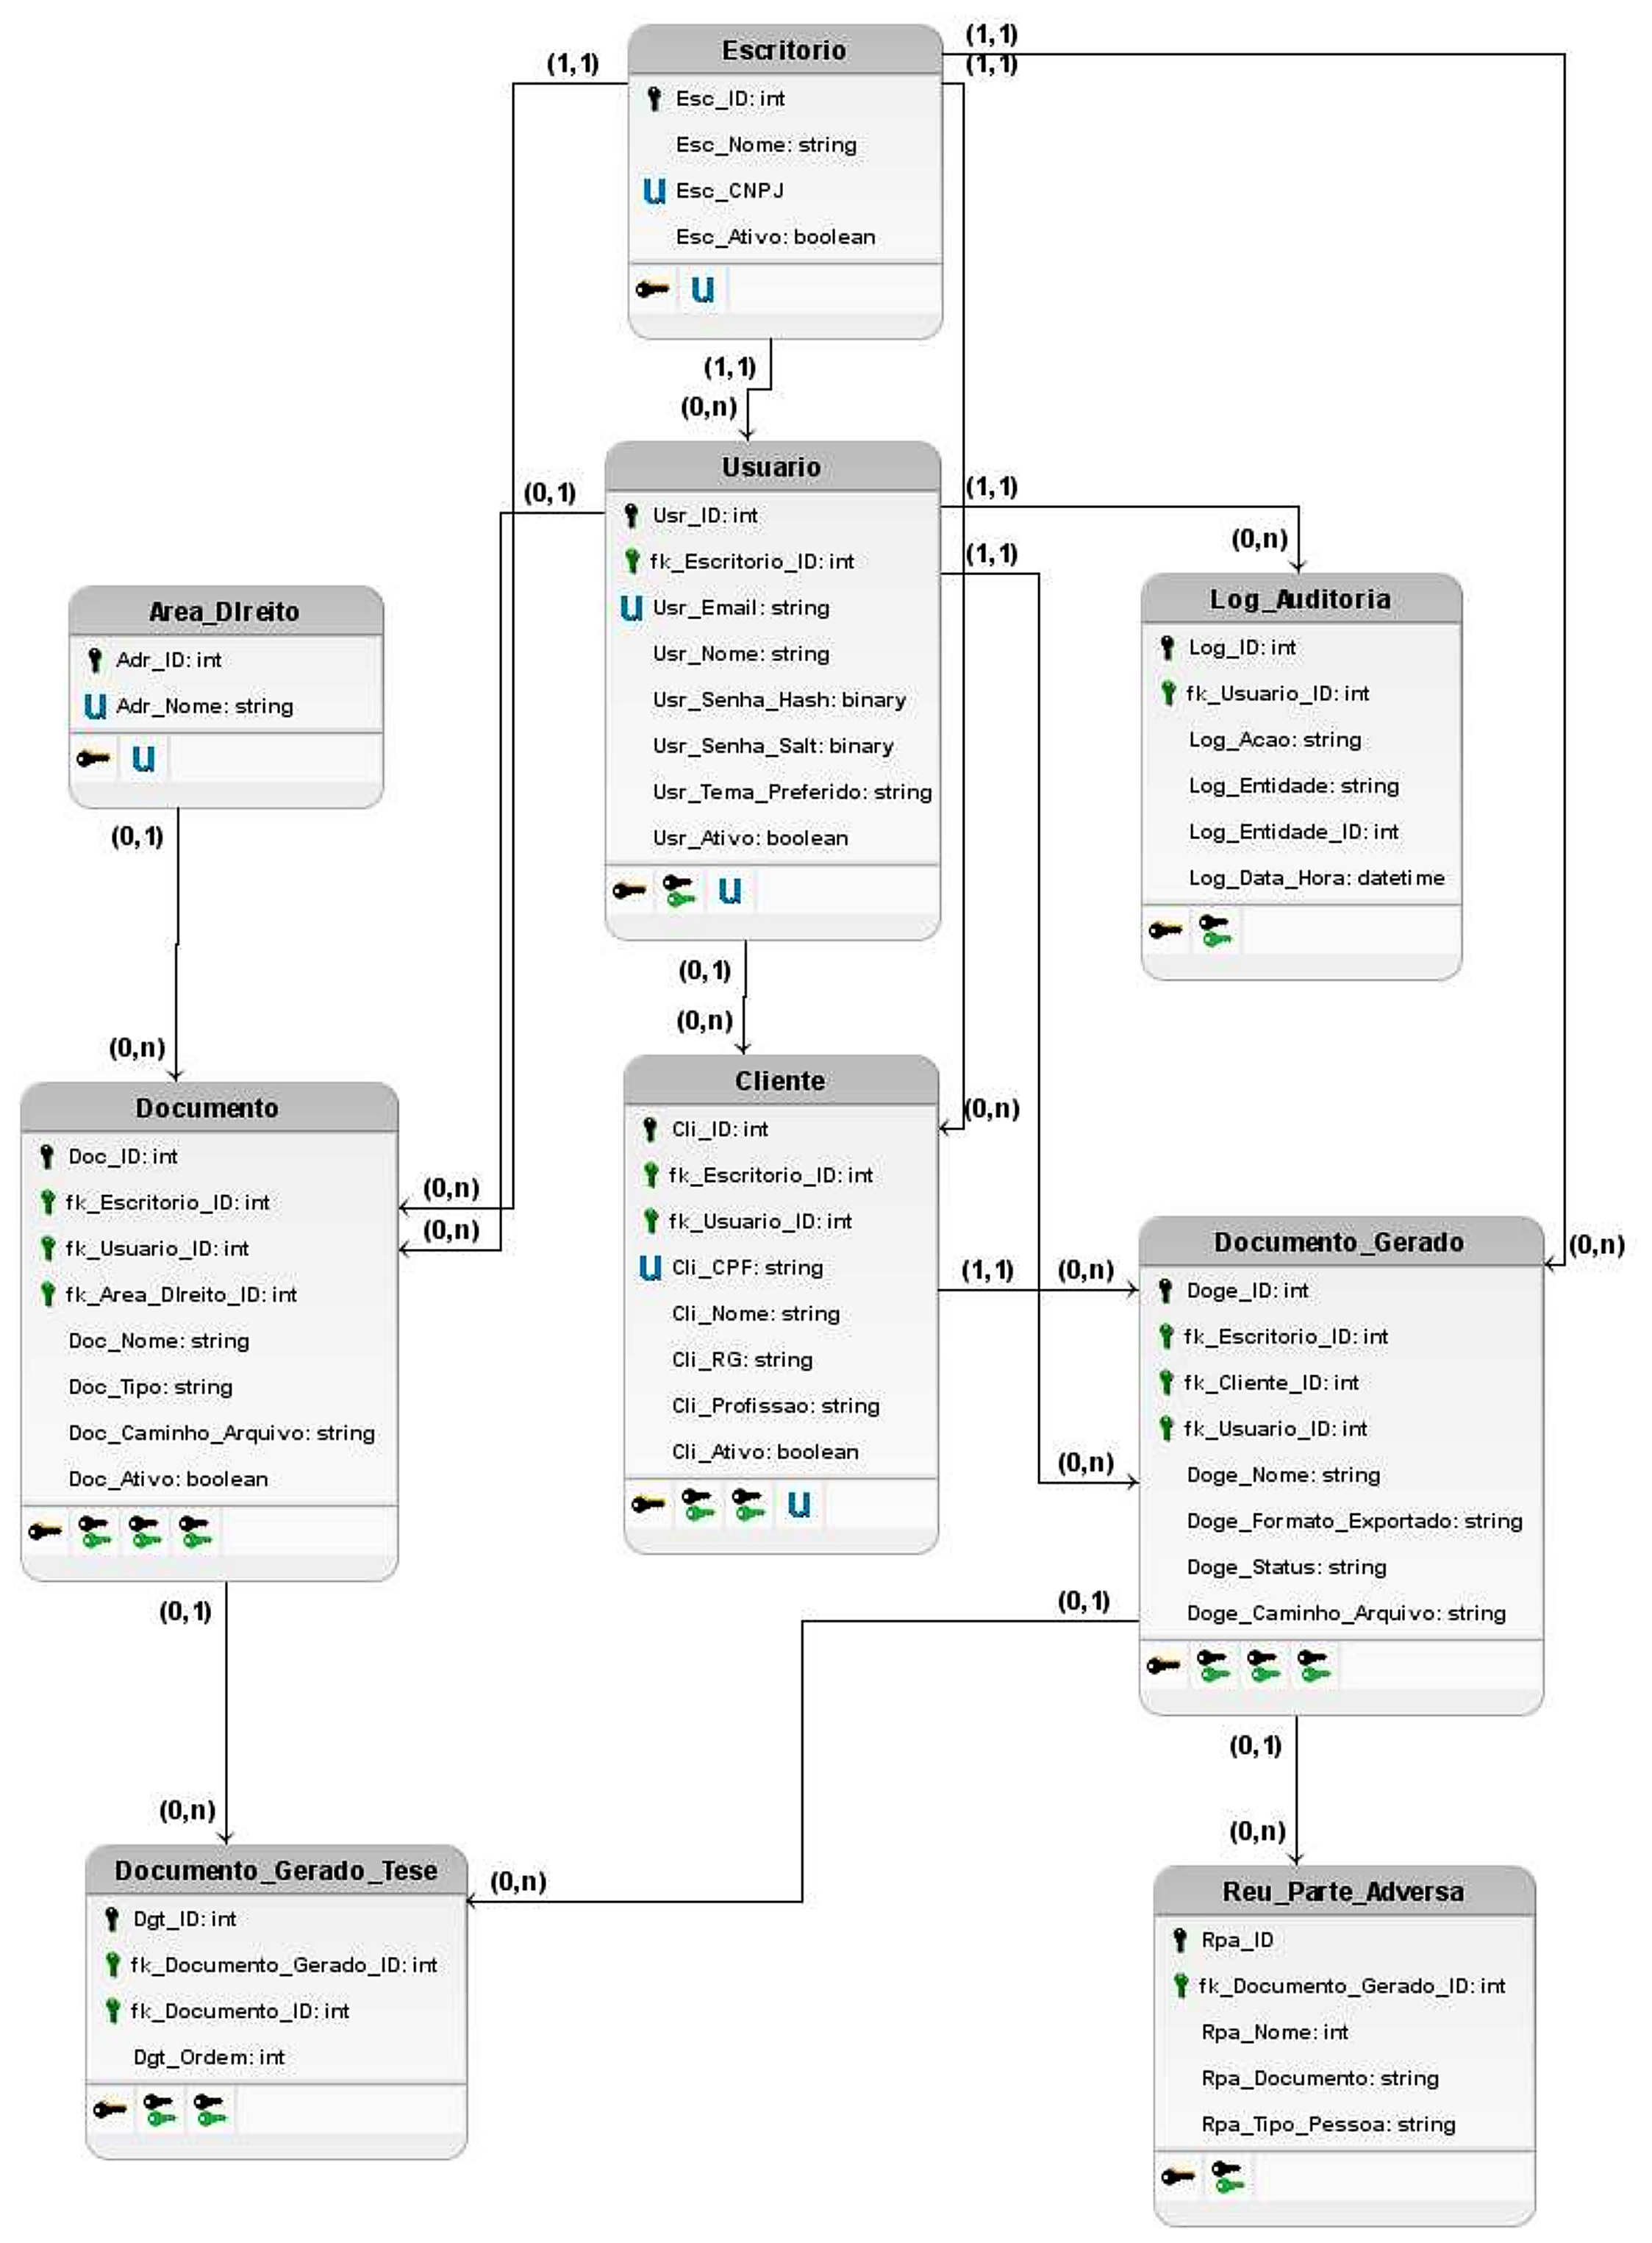 (1,1)
Escritorio
(1,1)
(1,1)
Esc_ID: int
Esc_Nome: string
U Esc_CNPJ
Esc_Ativo: boolean
U
(1,1)
(0,n)
Usuario
(0,1)
(1,1)
Usr_ID: int
(0,n)
(1,1)
fk_Escritorio_ID: int
U Usr_Email: string
Usr_Nome: string
Usr_Senha_Hash: binary
Usr_Senha_Salt: binary
Usr_Tema_Preferido: string
Usr_Ativo: boolean
U
Area_DIreito
Adr_ID: int
U Adr_Nome: string
U
(0,1)
(0,n)
Log_Auditoria
Log_ID: int
fk_Usuario_ID: int
Log_Acao: string
Log_Entidade: string
Log_Entidade_ID: int
Log_Data_Hora: datetime
(0,1)
(0,n)
Documento
Doc_ID: int
fk_Escritorio_ID: int
fk_Usuario_ID: int
fk_Area_DIreito_ID: int
Doc_Nome: string
Doc_Tipo: string
Doc_Caminho_Arquivo: string
Doc_Ativo: boolean
(0,n)
(0,n)
Cliente
(0,n)
Cli_ID: int
fk_Escritorio_ID: int
fk_Usuario_ID: int
U Cli_CPF: string
Cli_Nome: string
Cli_RG: string
Cli_Profissao: string
Cli_Ativo: boolean
U
(1,1)
(0,n)
(0,n)
Documento_Gerado
(0,n)
Doge_ID: int
fk_Escritorio_ID: int
fk_Cliente_ID: int
fk_Usuario_ID: int
Doge_Nome: string
Doge_Formato_Exportado: string
Doge_Status: string
Doge_Caminho_Arquivo: string
(0,1)
(0,1)
(0,1)
(0,n)
(0,n)
Documento_Gerado_Tese
(0,n)
Dgt_ID: int
fk_Documento_Gerado_ID: int
fk_Documento_ID: int
Dgt_Ordem: int
Reu_Parte_Adversa
Rpa_ID
fk_Documento_Gerado_ID: int
Rpa_Nome: int
Rpa_Documento: string
Rpa_Tipo_Pessoa: string